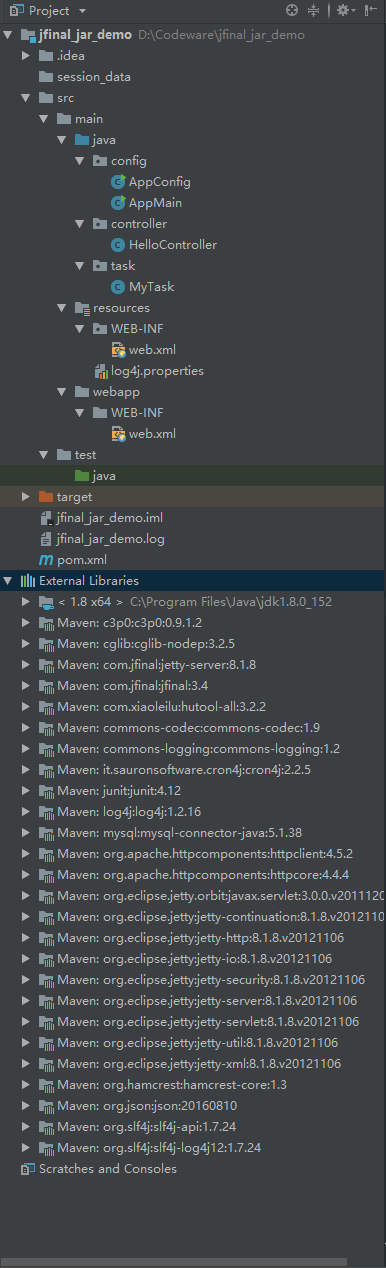 Project
jfinal_jar_demo D:\Codeware\jfinal_jar_demo
.idea
session_data
src
main
java
config
AppConfig
AppMain
controller
HelloController
task
MyTask
resources
WEB-INF
web.xml
log4j.properties
webapp
WEB-INF
web.xml
test
java
target
jfinal_jar_demo.iml
jfinal_jar_demo.log
pom.xml
External Libraries
< 1.8 x64 > C:\Program Files\Java\jdk1.8.0_152
Maven: c3p0:c3p0:0.9.1.2
Maven: cglib:cglib-nodep:3.2.5
Maven: com.jfinal:jetty-server:8.1.8
Maven: com.jfinal:jfinal:3.4
Maven: com.xiaoleilu:hutool-all:3.2.2
Maven: commons-codec:commons-codec:1.9
Maven: commons-logging:commons-logging:1.2
Maven: it.sauronsoftware.cron4j:cron4j:2.2.5
Maven: junit:junit:4.12
Maven: log4j:log4j:1.2.16
Maven: mysql:mysql-connector-java:5.1.38
Maven: org.apache.httpcomponents:httpclient:4.5.2
Maven: org.apache.httpcomponents:httpcore:4.4.4
Maven: org.eclipse.jetty.orbit:javax.servlet:3.0.0.v2011120
Maven: org.eclipse.jetty:jetty-continuation:8.1.8.v2012110
Maven: org.eclipse.jetty:jetty-http:8.1.8.v20121106
Maven: org.eclipse.jetty:jetty-io:8.1.8.v20121106
Maven: org.eclipse.jetty:jetty-security:8.1.8.v20121106
Maven: org.eclipse.jetty:jetty-server:8.1.8.v20121106
Maven: org.eclipse.jetty:jetty-servlet:8.1.8.v20121106
Maven: org.eclipse.jetty:jetty-util:8.1.8.v20121106
Maven: org.eclipse.jetty:jetty-xml:8.1.8.v20121106
Maven: org.hamcrest:hamcrest-core:1.3
Maven: org.json:json:20160810
Maven: org.slf4j:slf4j-api:1.7.24
Maven: org.slf4j:slf4j-log4j12:1.7.24
Scratches and Consoles